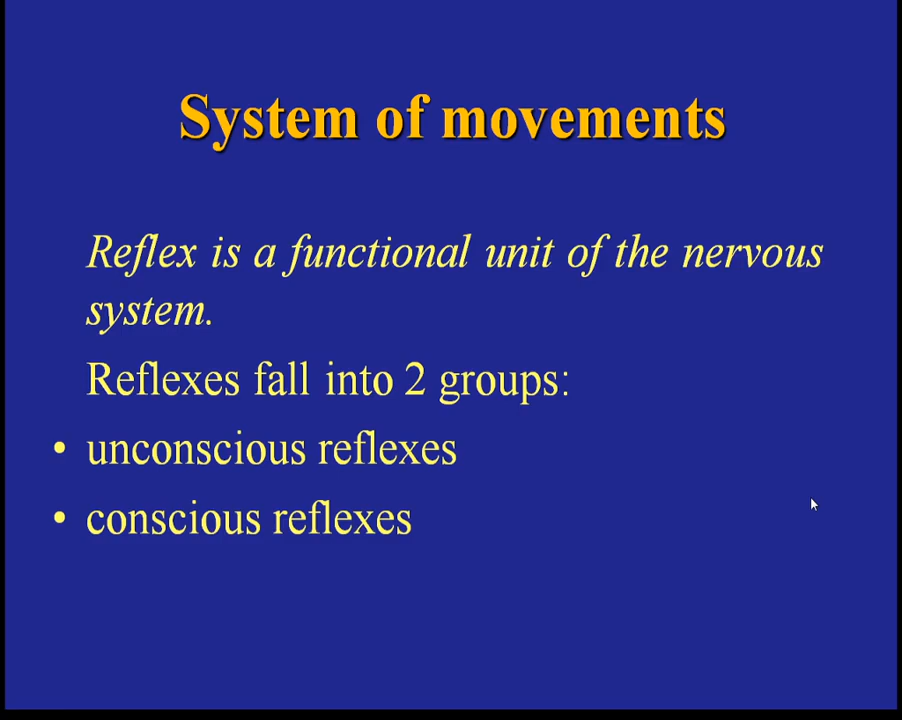 System of movements
Reflex is a functional unit of the nervous
system.
Reflexes fall into 2 groups:
• unconscious reflexes
• conscious reflexes